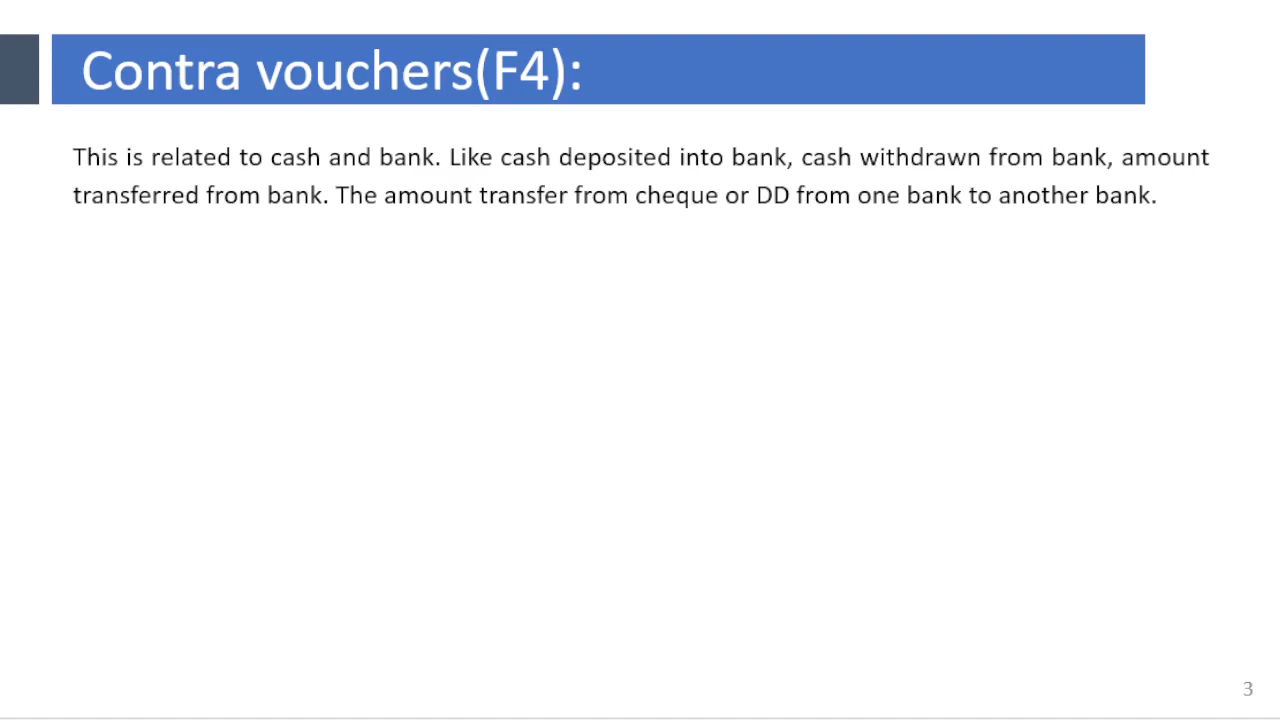 Contra vouchers(F4):
This is related to cash and bank. Like cash deposited into bank, cash withdrawn from bank, amount
transferred from bank. The amount transfer from cheque or DD from one bank to another bank.
3